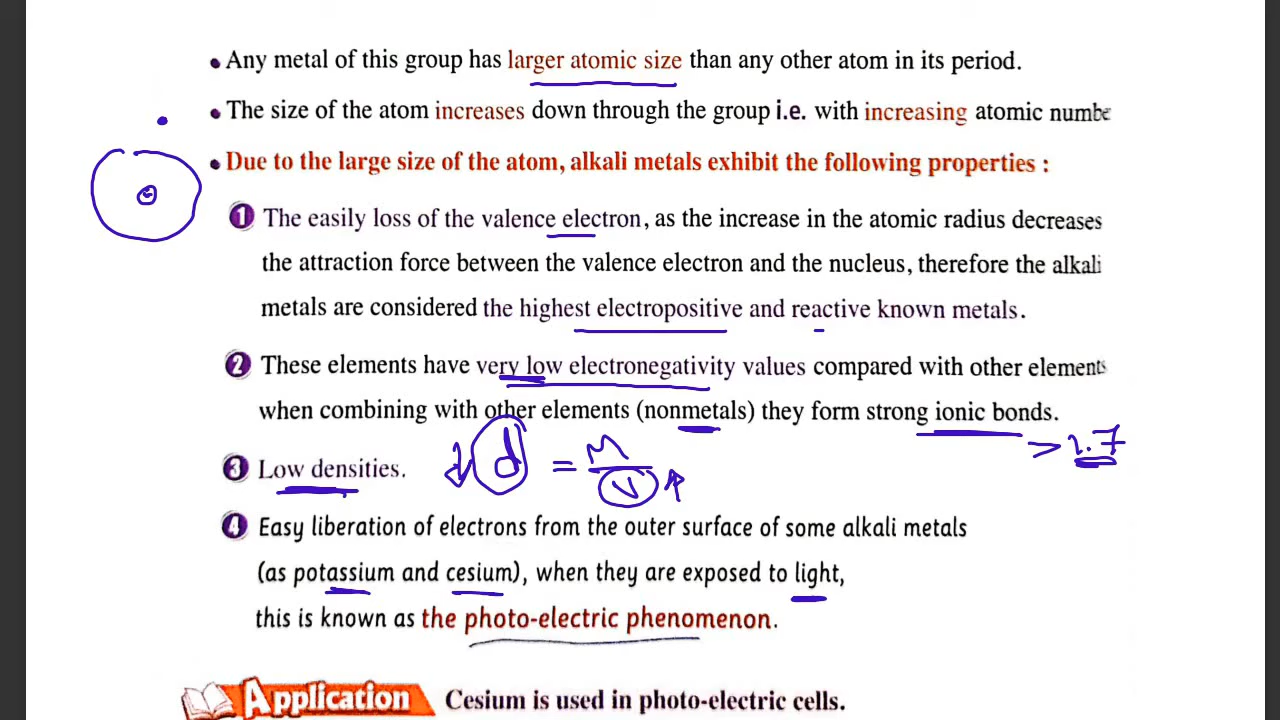 • Any metal of this group has larger atomic size than any other atom in its period.
• The size of the atom increases down through the group i.e. with increasing atomic numbe
• Due to the large size of the atom, alkali metals exhibit the following properties :
1 The easily loss of the valence electron, as the increase in the atomic radius decreases
the attraction force between the valence electron and the nucleus, therefore the alkali
metals are considered the highest electropositive and reactive known metals.
2 These elements have very low electronegativity values compared with other elements
when combining with other elements (nonmetals) they form strong ionic bonds.
> 1.7
3 Low densities. ↓ d = M / V ↑
4 Easy liberation of electrons from the outer surface of some alkali metals
(as potassium and cesium), when they are exposed to light,
this is known as the photo-electric phenomenon.
Application Cesium is used in photo-electric cells.